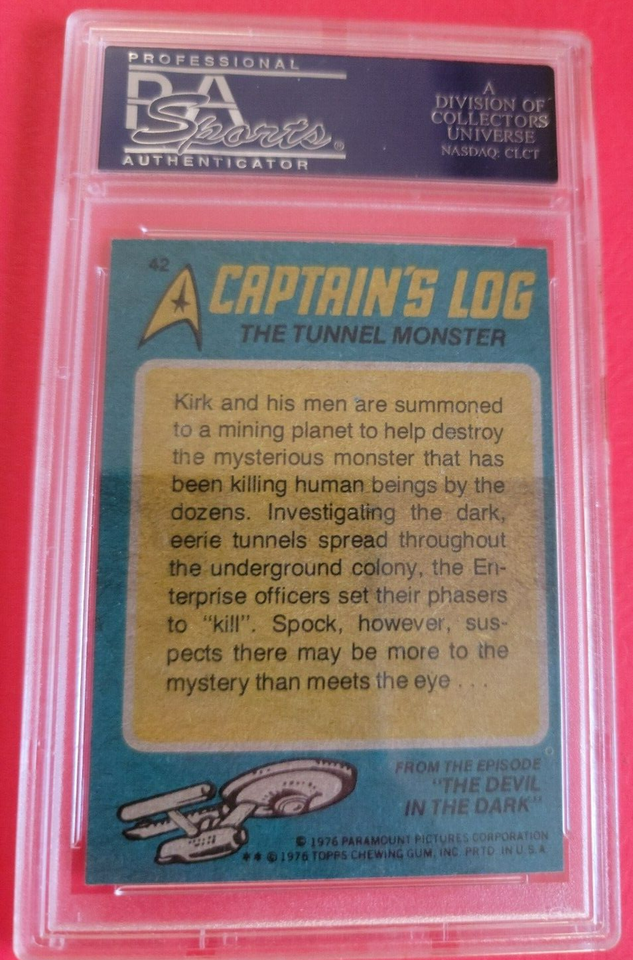 PROFESSIONAL
PSA
Sports®
AUTHENTICATOR
A
DIVISION OF
COLLECTORS
UNIVERSE
NASDAQ: CLCT
42
CAPTAIN'S LOG
THE TUNNEL MONSTER
Kirk and his men are summoned
to a mining planet to help destroy
the mysterious monster that has
been killing human beings by the
dozens. Investigating the dark,
eerie tunnels spread throughout
the underground colony, the En-
terprise officers set their phasers
to "kill". Spock, however, sus-
pects there may be more to the
mystery than meets the eye . . .
FROM THE EPISODE
"THE DEVIL
IN THE DARK"
© 1976 PARAMOUNT PICTURES CORPORATION
** © 1976 TOPPS CHEWING GUM, INC. PRTD. IN U.S.A.